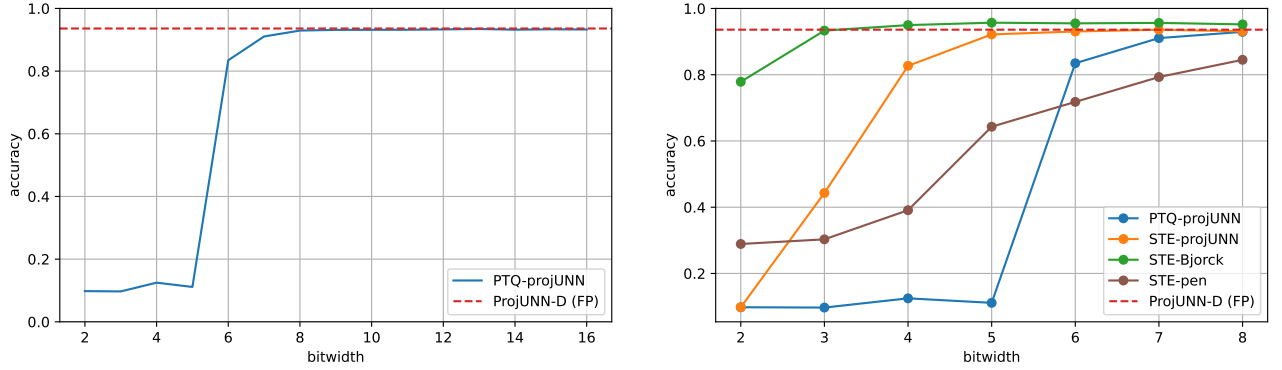 1.0
0.8
0.6
0.4
0.2
0.0
accuracy
2 4 6 8 10 12 14 16
bitwidth
PTQ-projUNN
ProjUNN-D (FP)
1.0
0.8
0.6
0.4
0.2
accuracy
2 3 4 5 6 7 8
bitwidth
PTQ-projUNN
STE-projUNN
STE-Bjorck
STE-pen
ProjUNN-D (FP)